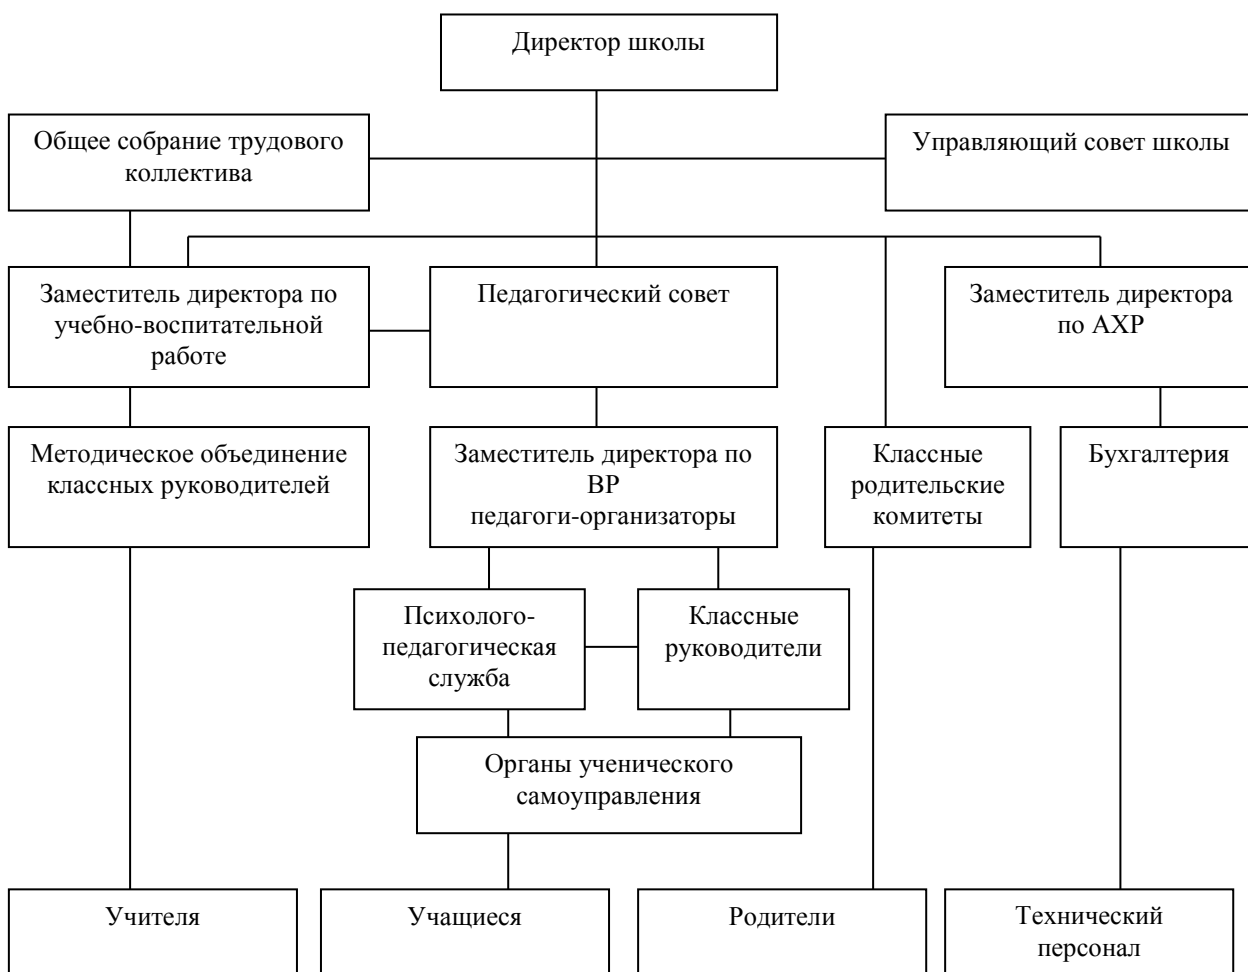 Директор школы
Общее собрание трудового
коллектива
Управляющий совет школы
Заместитель директора по
учебно-воспитательной
работе
Педагогический совет
Заместитель директора
по АХР
Методическое объединение
классных руководителей
Заместитель директора по
ВР
педагоги-организаторы
Классные
родительские
комитеты
Бухгалтерия
Психолого-
педагогическая
служба
Классные
руководители
Органы ученического
самоуправления
Учителя
Учащиеся
Родители
Технический
персонал